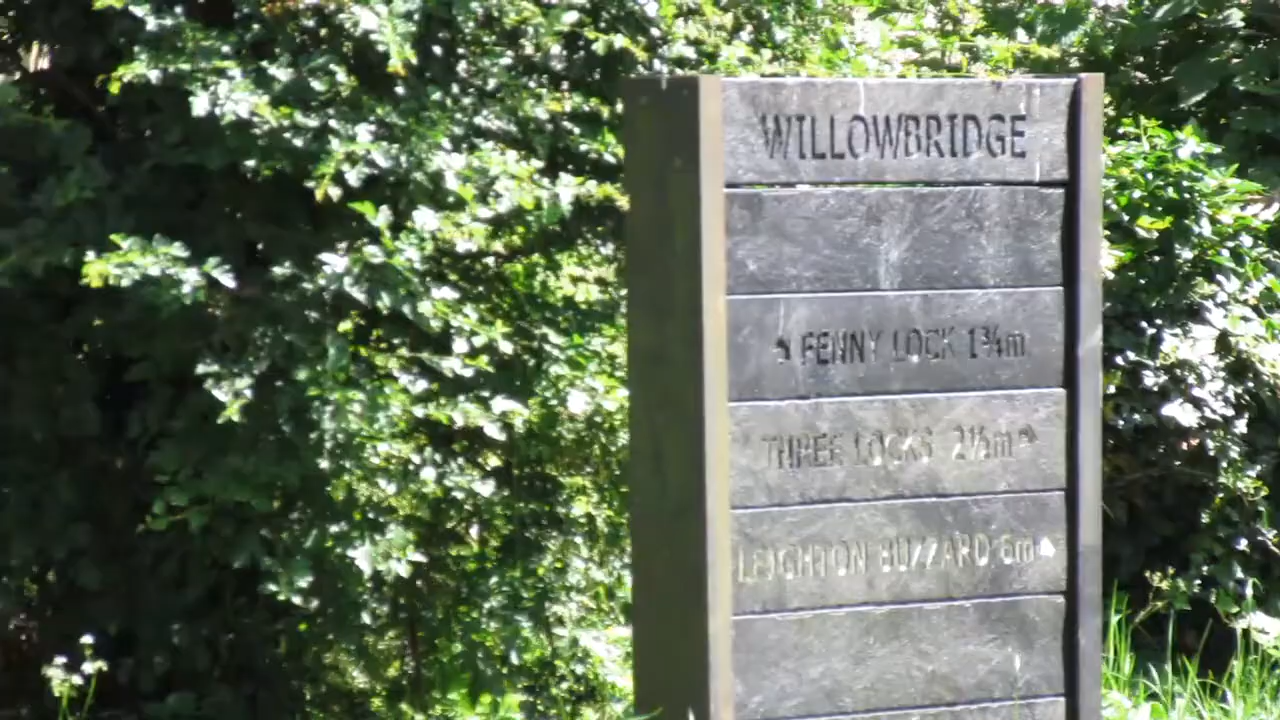 WILLOWBRIDGE
FENNY LOCK 1¾m
THREE LOCKS 2½m
LEIGHTON BUZZARD 6m